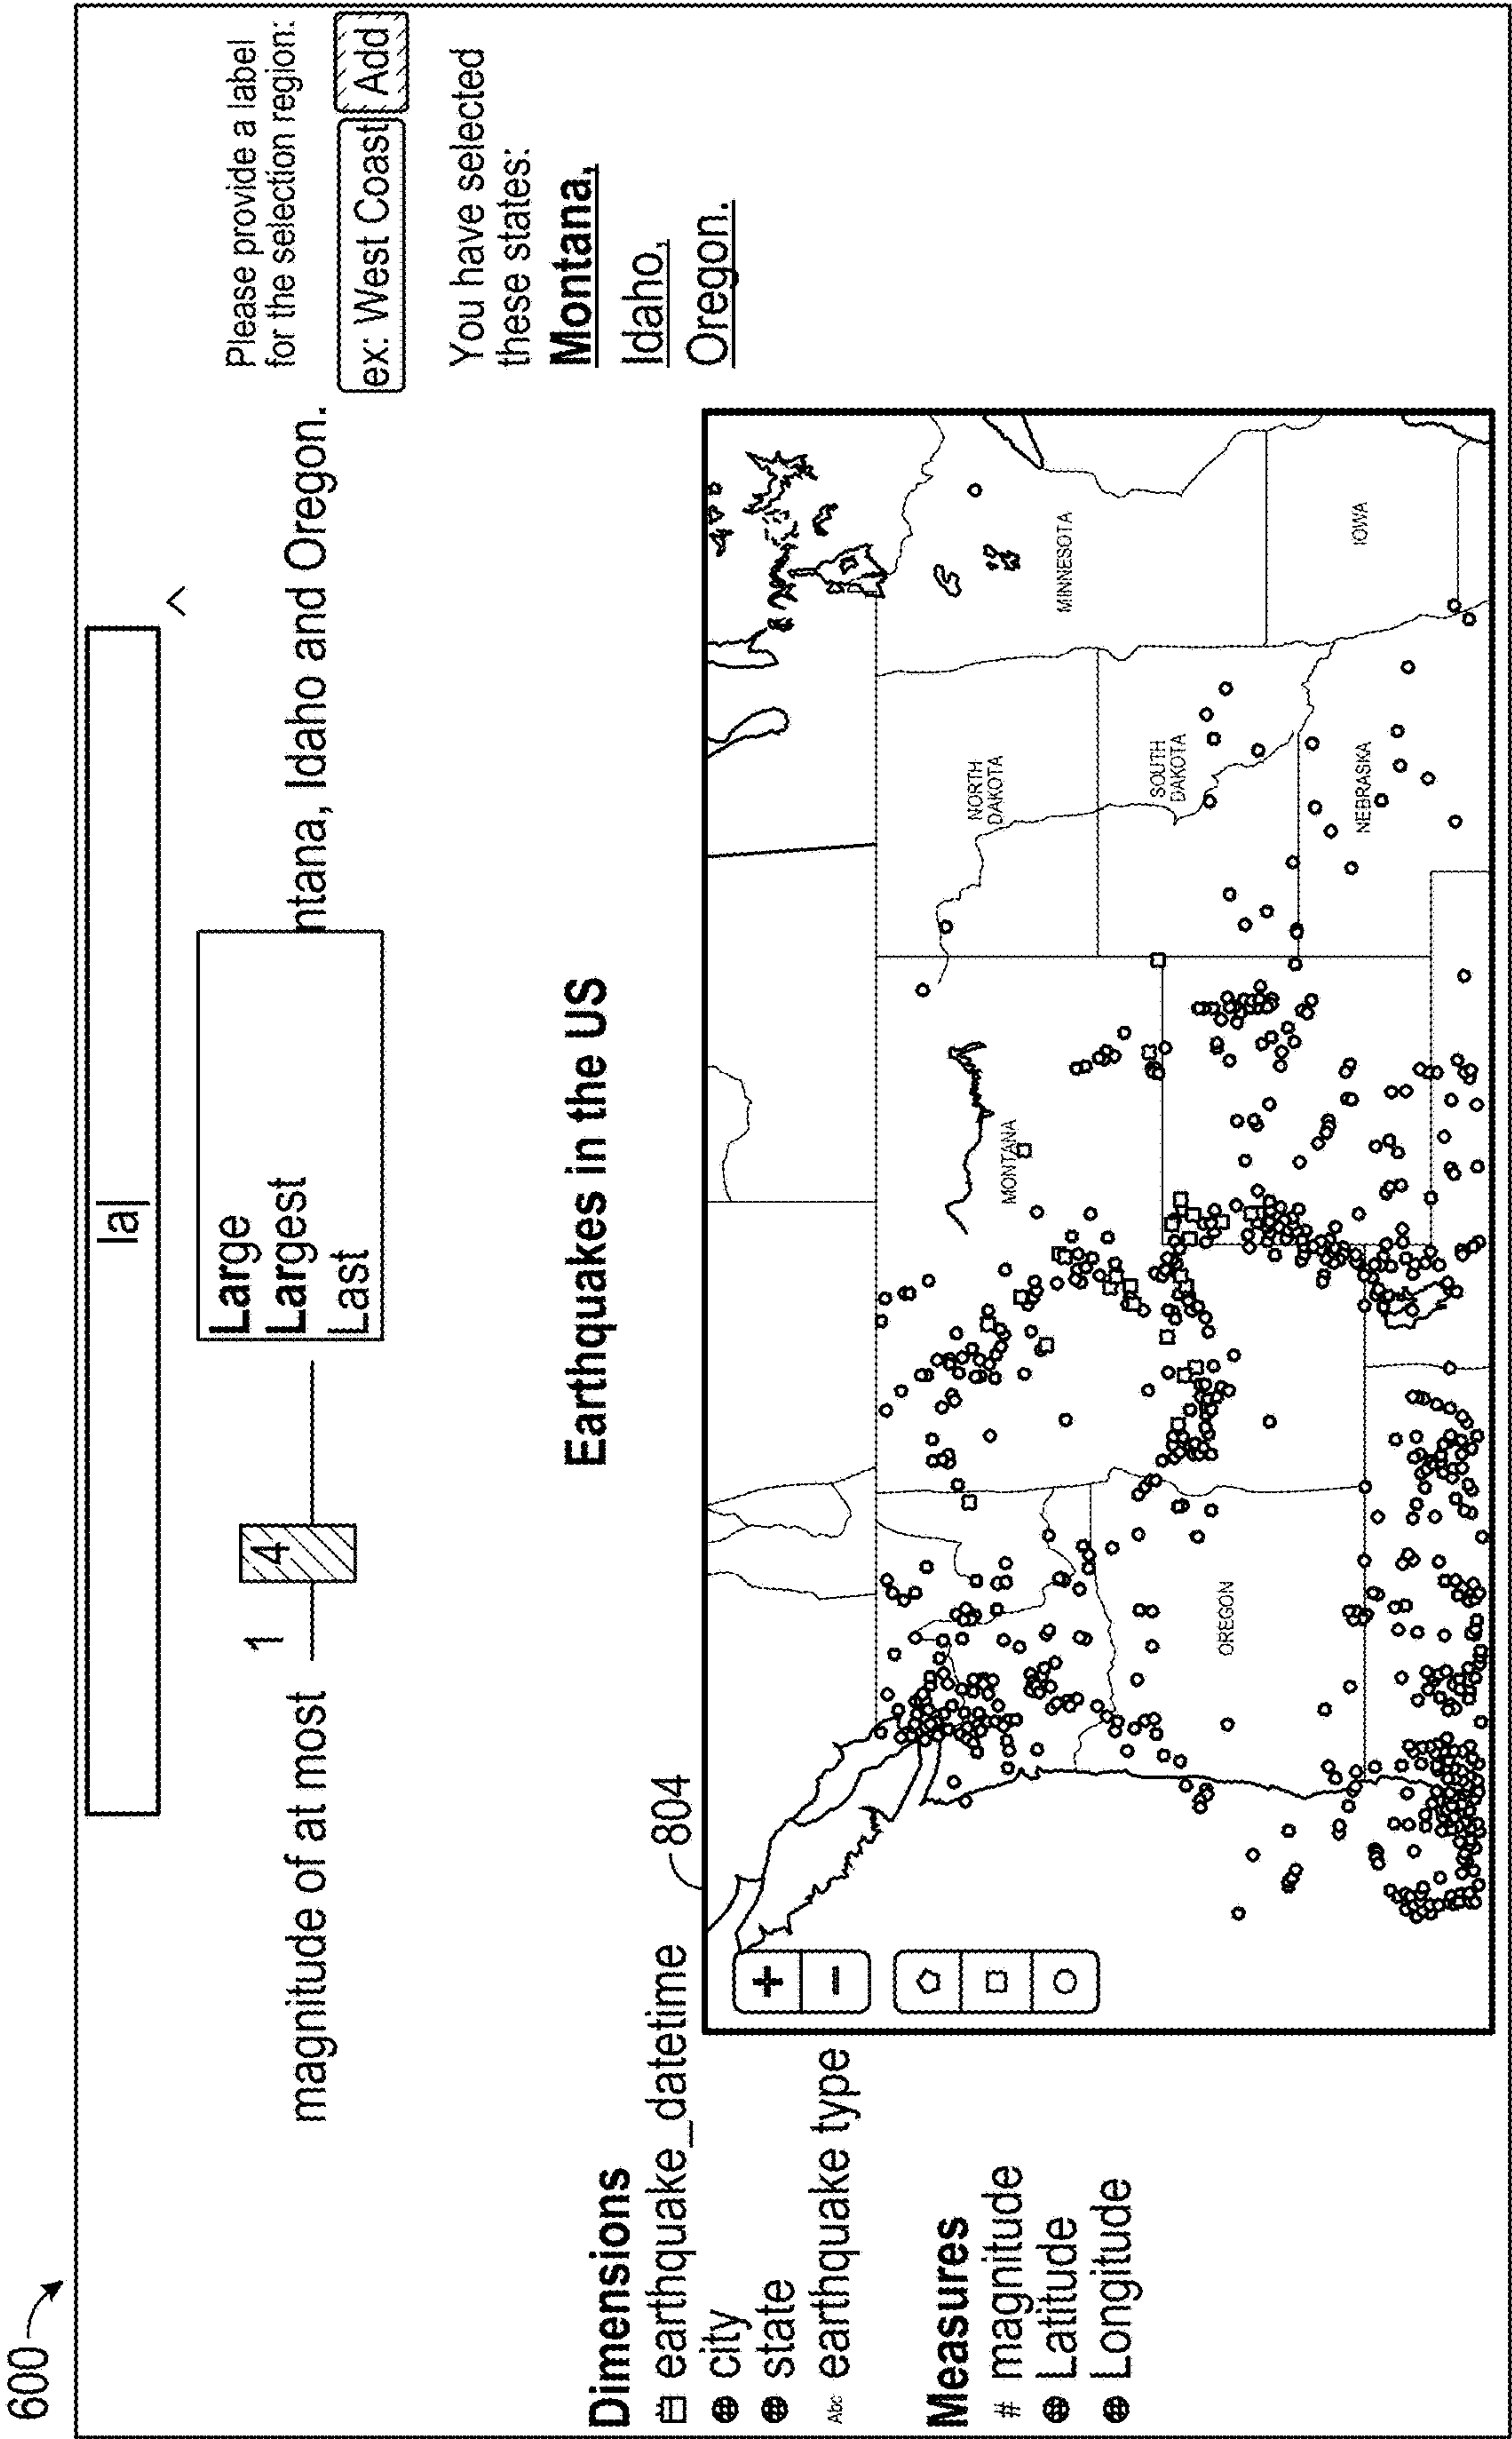 600
la
Large
Largest
Last
magnitude of at most
1
4
ntana, Idaho and Oregon.
Please provide a label
for the selection region:
ex: West Coast
Add
You have selected
these states:
Montana,
Idaho,
Oregon.
Earthquakes in the US
Dimensions
earthquake_datetime
city
state
Abc earthquake type
Measures
# magnitude
Latitude
Longitude
804
+
−
MONTANA
NORTH
DAKOTA
MINNESOTA
SOUTH
DAKOTA
OREGON
NEBRASKA
IOWA